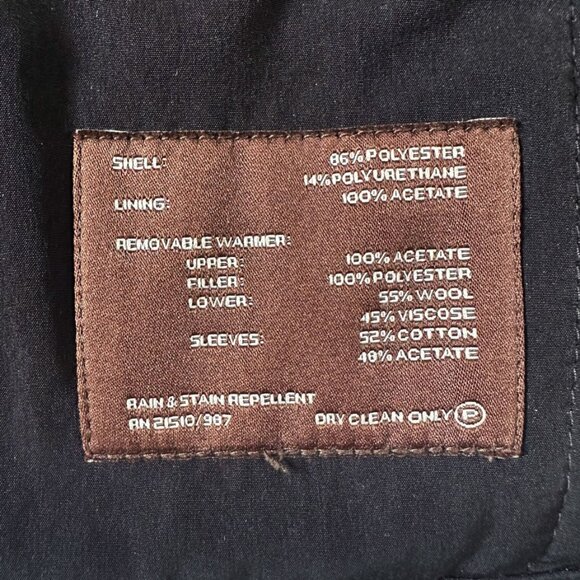 SHELL: 86% POLYESTER
14% POLYURETHANE
LINING: 100% ACETATE
REMOVABLE WARMER:
UPPER: 100% ACETATE
FILLER: 100% POLYESTER
LOWER: 55% WOOL
45% VISCOSE
SLEEVES: 52% COTTON
48% ACETATE
RAIN & STAIN REPELLENT
RN 21510/987 DRY CLEAN ONLY P